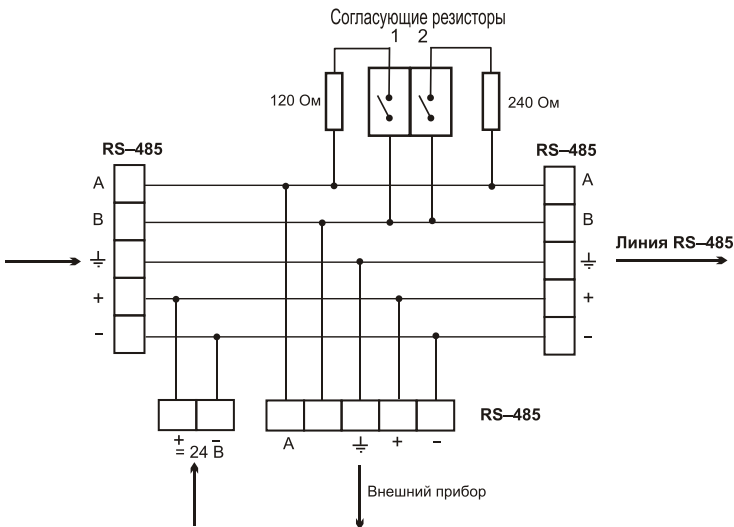 Согласующие резисторы
1 2
120 Ом
240 Ом
RS–485
RS–485
A
A
B
B
Линия RS–485
+
+
–
-
RS–485
+ –
= 24 В
A
+
–
Внешний прибор